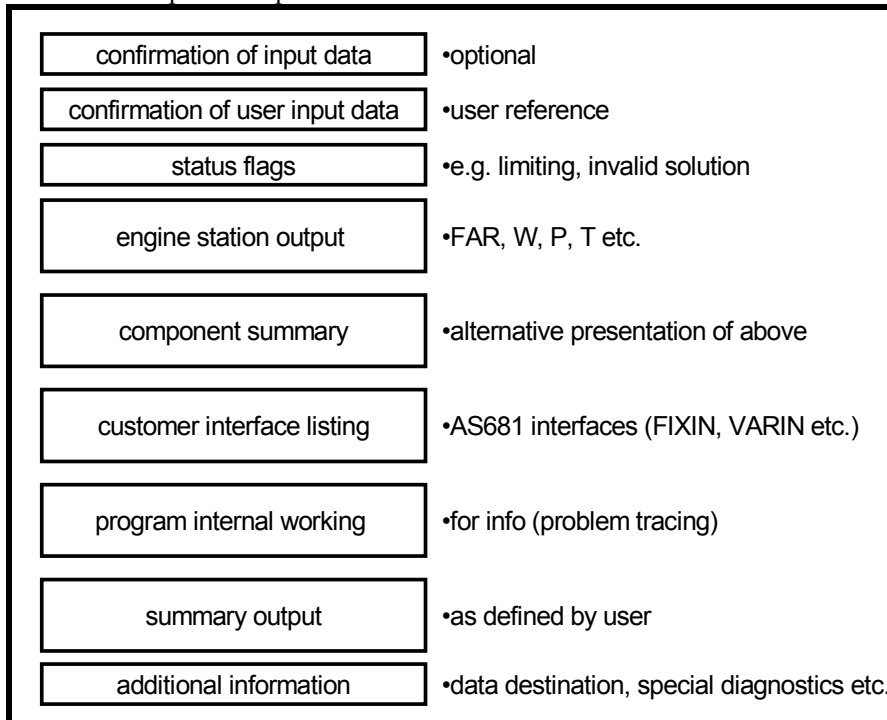 confirmation of input data •optional
confirmation of user input data •user reference
status flags •e.g. limiting, invalid solution
engine station output •FAR, W, P, T etc.
component summary •alternative presentation of above
customer interface listing •AS681 interfaces (FIXIN, VARIN etc.)
program internal working •for info (problem tracing)
summary output •as defined by user
additional information •data destination, special diagnostics etc.